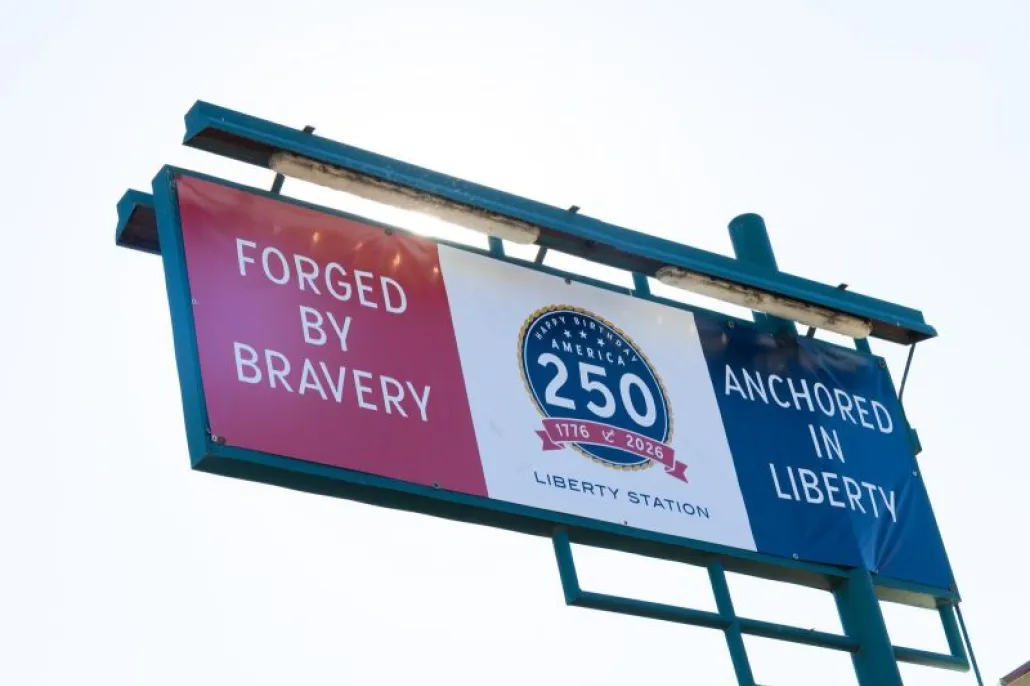 FORGED
BY
BRAVERY
HAPPY BIRTHDAY
AMERICA
250
1776 2026
LIBERTY STATION
ANCHORED
IN
LIBERTY